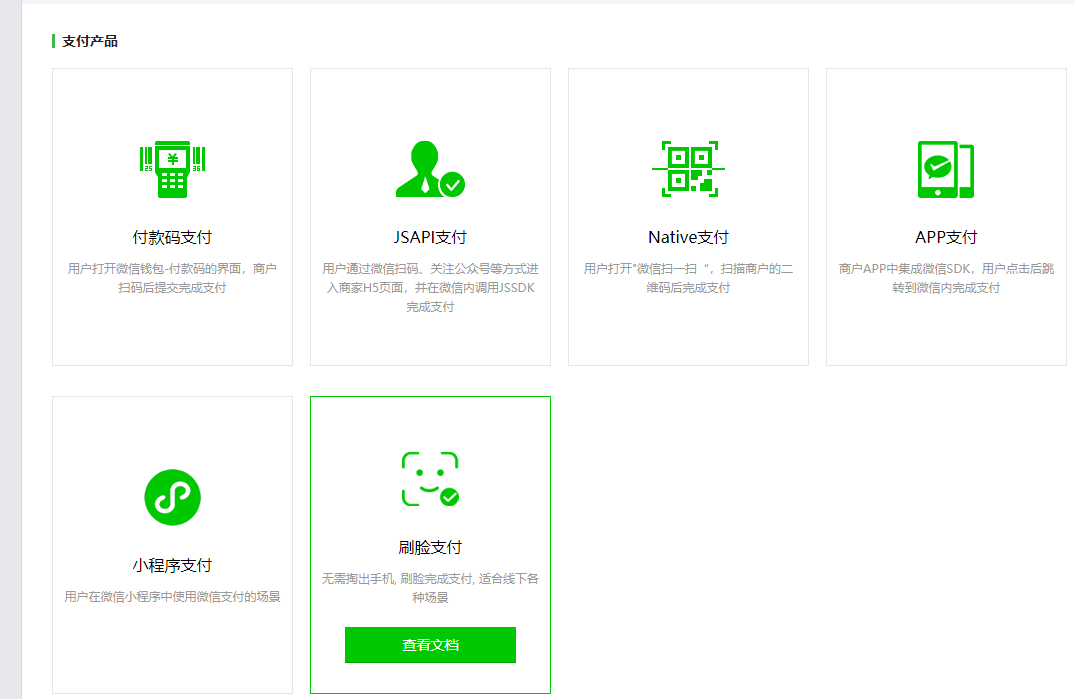 支付产品
付款码支付
用户打开微信钱包-付款码的界面，商户
扫码后提交完成支付
JSAPI支付
用户通过微信扫码、关注公众号等方式进
入商家H5页面，并在微信内调用JSSDK
完成支付
Native支付
用户打开"微信扫一扫“，扫描商户的二
维码后完成支付
APP支付
商户APP中集成微信SDK，用户点击后跳
转到微信内完成支付
小程序支付
用户在微信小程序中使用微信支付的场景
刷脸支付
无需掏出手机, 刷脸完成支付, 适合线下各
种场景
查看文档